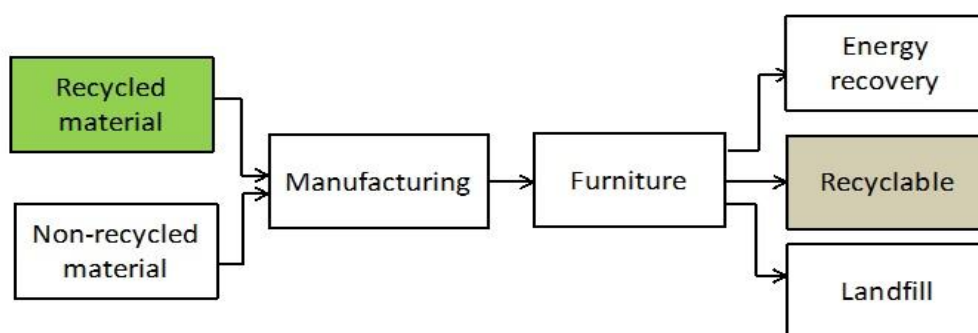 Recycled
material
Non-recycled
material
Manufacturing
Furniture
Energy
recovery
Recyclable
Landfill